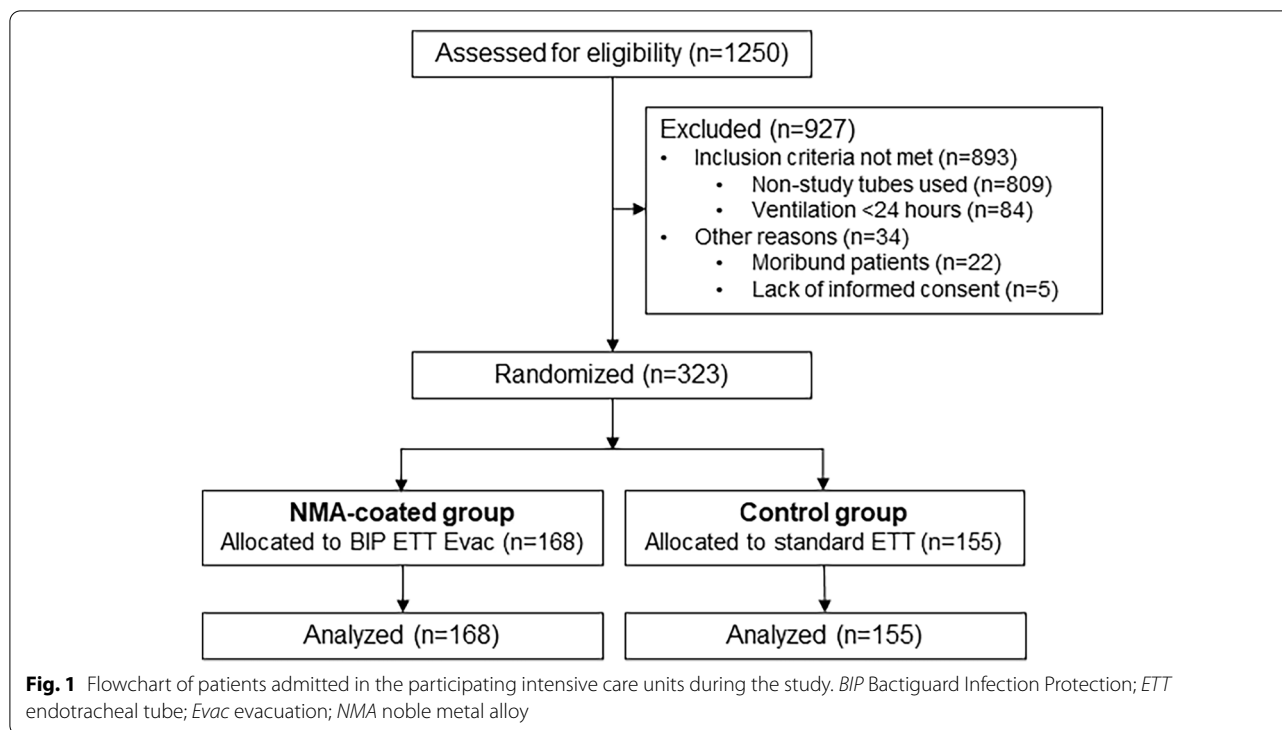 Assessed for eligibility (n=1250)
Excluded (n=927)
• Inclusion criteria not met (n=893)
• Non-study tubes used (n=809)
• Ventilation <24 hours (n=84)
• Other reasons (n=34)
• Moribund patients (n=22)
• Lack of informed consent (n=5)
Randomized (n=323)
NMA-coated group
Allocated to BIP ETT Evac (n=168)
Control group
Allocated to standard ETT (n=155)
Analyzed (n=168)
Analyzed (n=155)
Fig. 1 Flowchart of patients admitted in the participating intensive care units during the study. BIP Bactiguard Infection Protection; ETT
endotracheal tube; Evac evacuation; NMA noble metal alloy